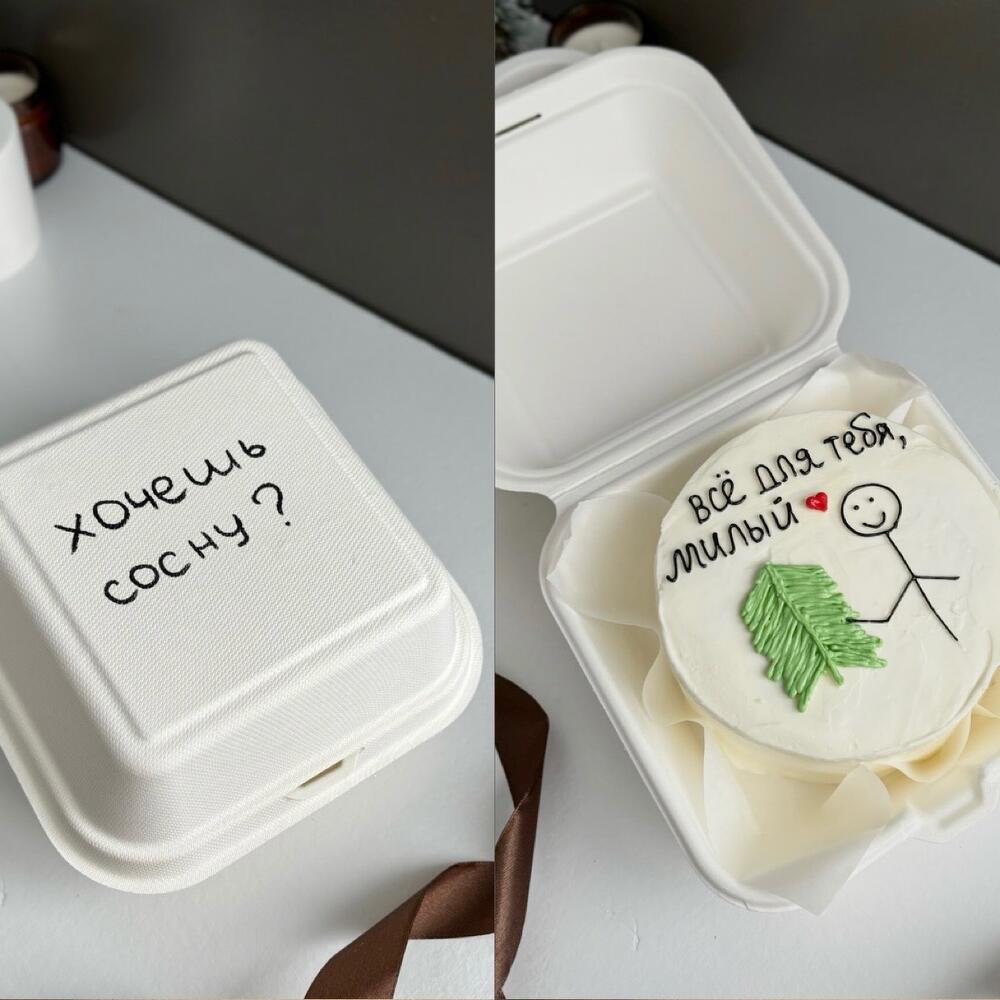 хочешь
сосну?
всё для тебя,
милый